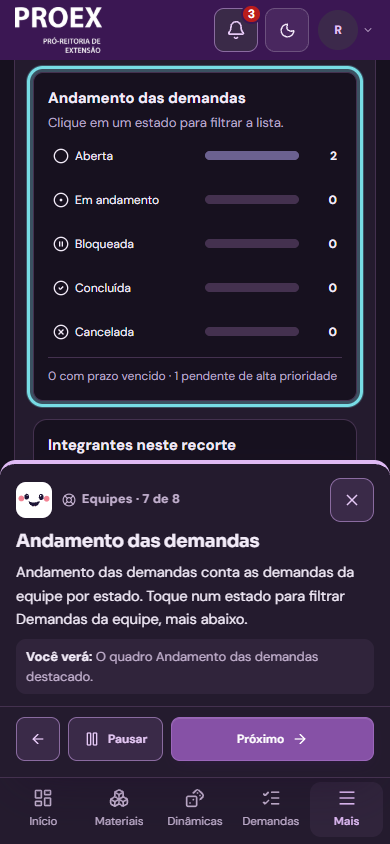 PROEX
PRÓ-REITORIA DE
EXTENSÃO
3
R
Andamento das demandas
Clique em um estado para filtrar a lista.
Aberta 2
Em andamento 0
Bloqueada 0
Concluída 0
Cancelada 0
0 com prazo vencido · 1 pendente de alta prioridade
Integrantes neste recorte
Equipes · 7 de 8
Andamento das demandas
Andamento das demandas conta as demandas da
equipe por estado. Toque num estado para filtrar
Demandas da equipe, mais abaixo.
Você verá: O quadro Andamento das demandas
destacado.
Pausar
Próximo
Início
Materiais
Dinâmicas
Demandas
Mais